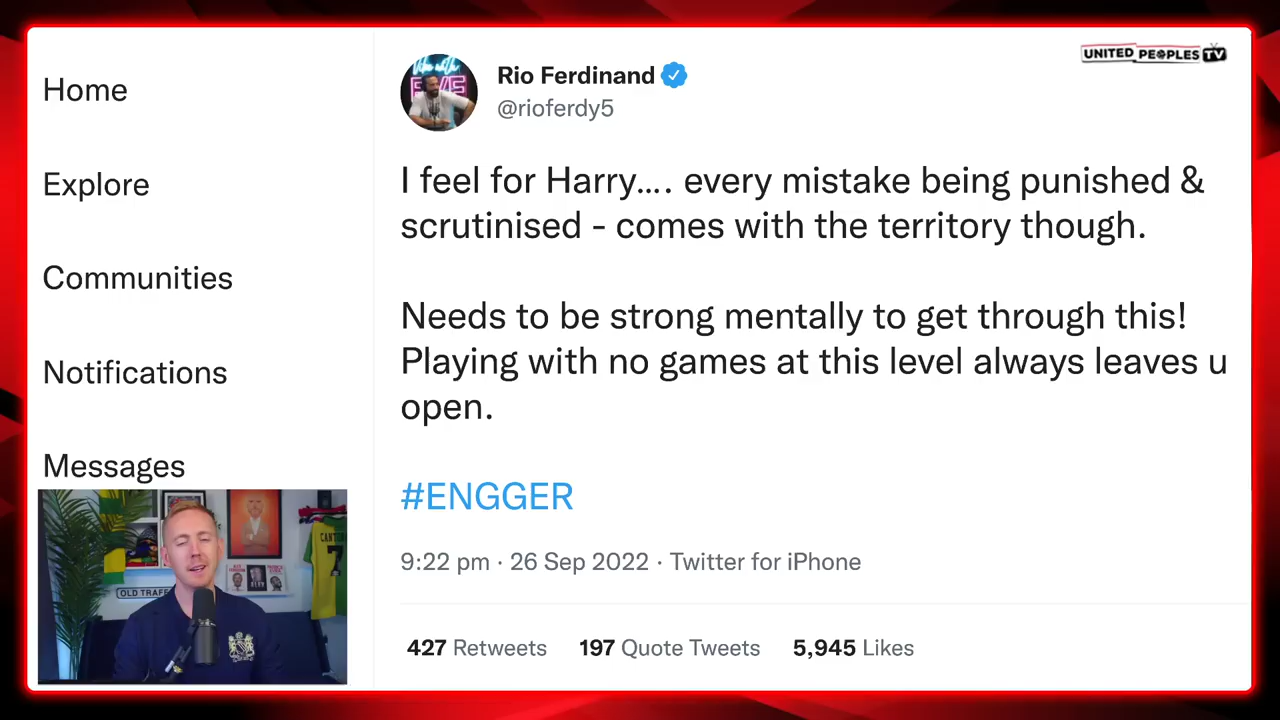 Home
Explore
Communities
Notifications
Messages
UNITED PEOPLES TV
Rio Ferdinand
@rioferdy5
I feel for Harry.... every mistake being punished &
scrutinised - comes with the territory though.
Needs to be strong mentally to get through this!
Playing with no games at this level always leaves u
open.
#ENGGER
9:22 pm · 26 Sep 2022 · Twitter for iPhone
427 Retweets 197 Quote Tweets 5,945 Likes
OLD TRAFF
7